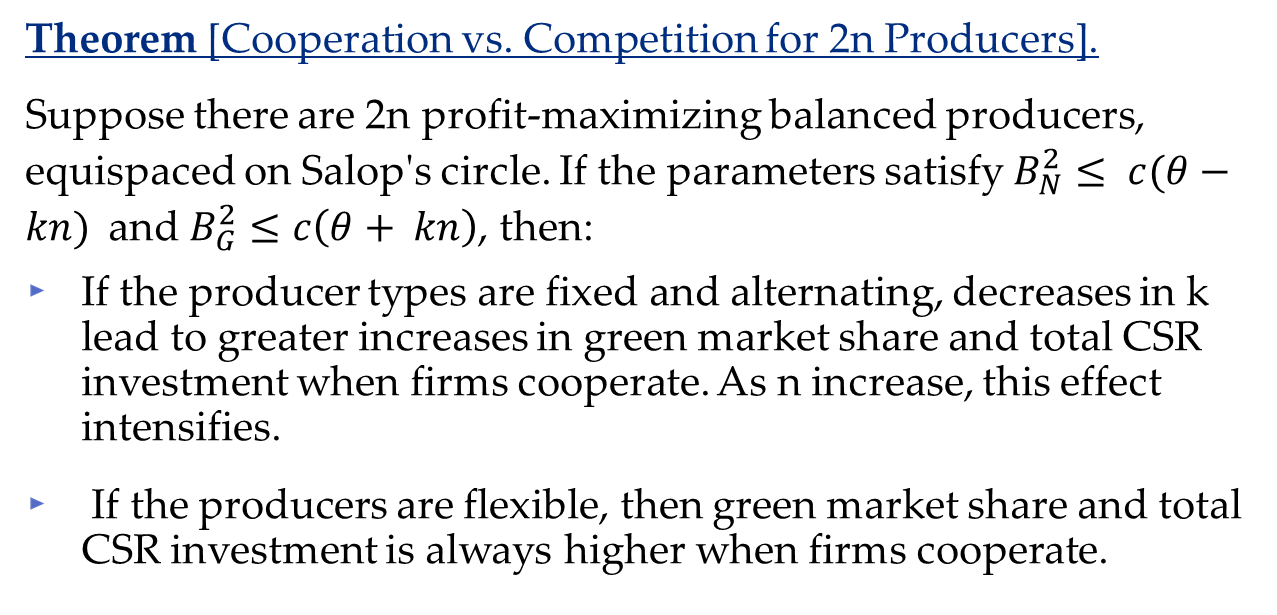 Theorem [Cooperation vs. Competition for 2n Producers].
Suppose there are 2n profit-maximizing balanced producers,
equispaced on Salop's circle. If the parameters satisfy $B_N^2 \leq c(\theta -$
$kn)$ and $B_G^2 \leq c(\theta + kn)$, then:
‣ If the producer types are fixed and alternating, decreases in k
lead to greater increases in green market share and total CSR
investment when firms cooperate. As n increase, this effect
intensifies.
‣ If the producers are flexible, then green market share and total
CSR investment is always higher when firms cooperate.